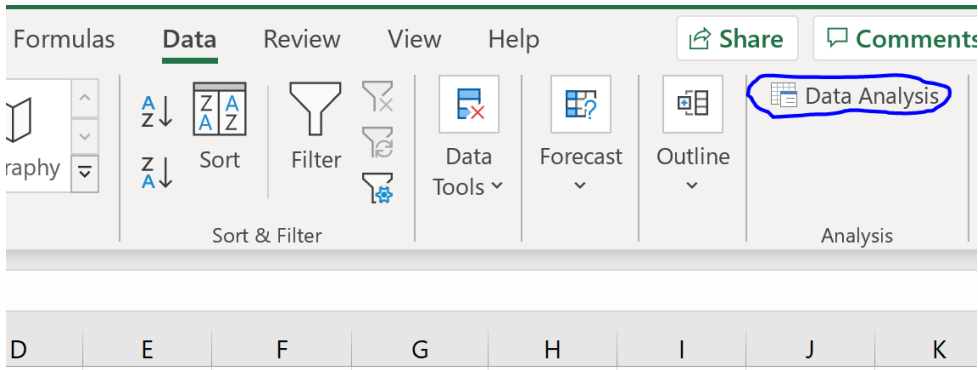 Formulas Data Review View Help Share Comments
raphy
Sort
Filter
Data
Tools
Forecast
Outline
Data Analysis
Sort & Filter
Analysis
D E F G H I J K